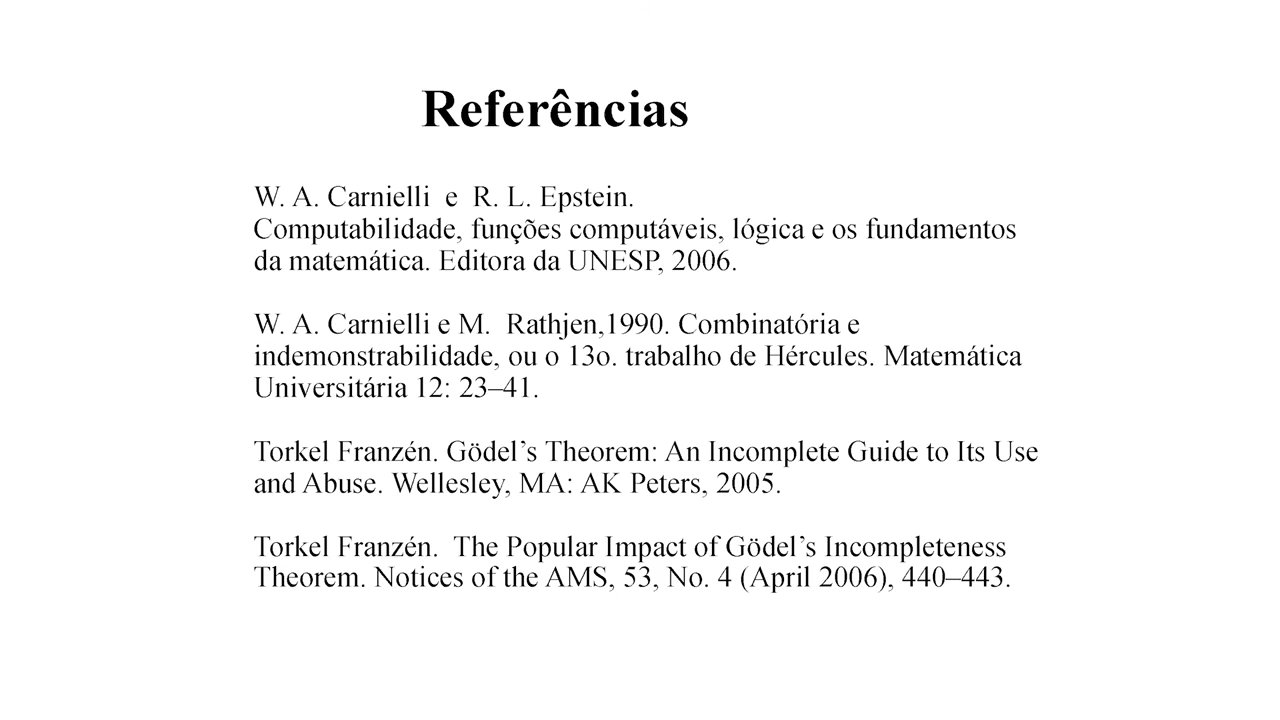 Referências
W. A. Carnielli e R. L. Epstein.
Computabilidade, funções computáveis, lógica e os fundamentos
da matemática. Editora da UNESP, 2006.
W. A. Carnielli e M. Rathjen,1990. Combinatória e
indemonstrabilidade, ou o 13o. trabalho de Hércules. Matemática
Universitária 12: 23–41.
Torkel Franzén. Gödel’s Theorem: An Incomplete Guide to Its Use
and Abuse. Wellesley, MA: AK Peters, 2005.
Torkel Franzén. The Popular Impact of Gödel’s Incompleteness
Theorem. Notices of the AMS, 53, No. 4 (April 2006), 440–443.